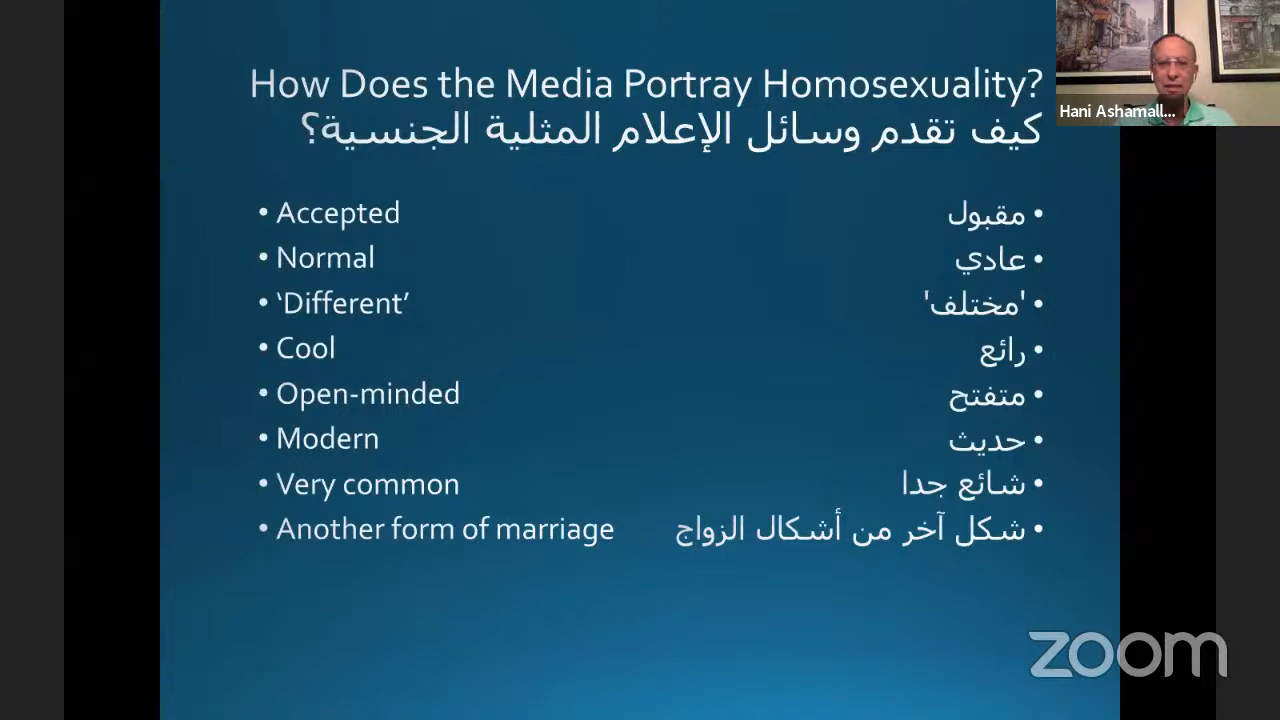 How Does the Media Portray Homosexuality?
كيف تقدم وسائل الإعلام المثلية الجنسية؟
• Accepted
• Normal
• ‘Different’
• Cool
• Open-minded
• Modern
• Very common
• Another form of marriage
• مقبول
• عادي
• 'مختلف'
• رائع
• متفتح
• حديث
• شائع جدا
• شكل آخر من أشكال الزواج
Hani Ashamall...
zoom